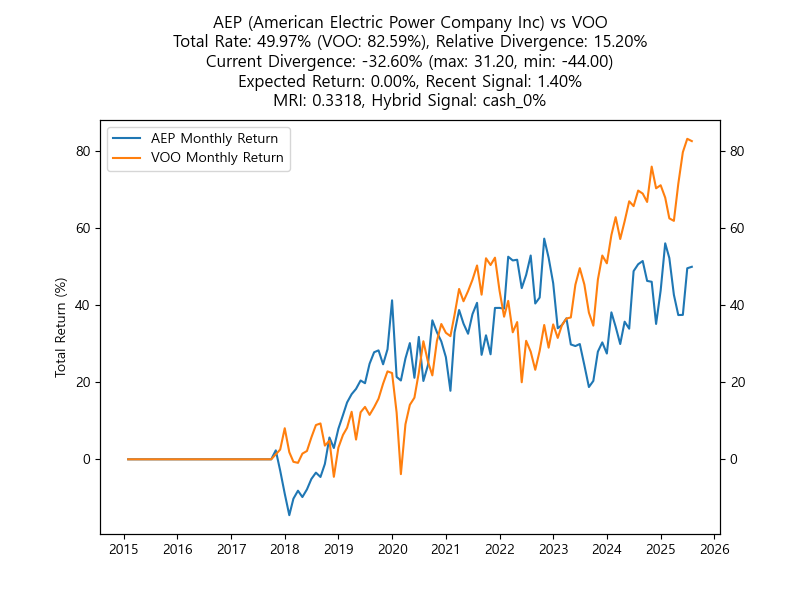 AEP (American Electric Power Company Inc) vs VOO
Total Rate: 49.97% (VOO: 82.59%), Relative Divergence: 15.20%
Current Divergence: -32.60% (max: 31.20, min: -44.00)
Expected Return: 0.00%, Recent Signal: 1.40%
MRI: 0.3318, Hybrid Signal: cash_0%
AEP Monthly Return
VOO Monthly Return
Total Return (%)
80
60
40
20
0
80
60
40
20
0
2015 2016 2017 2018 2019 2020 2021 2022 2023 2024 2025 2026